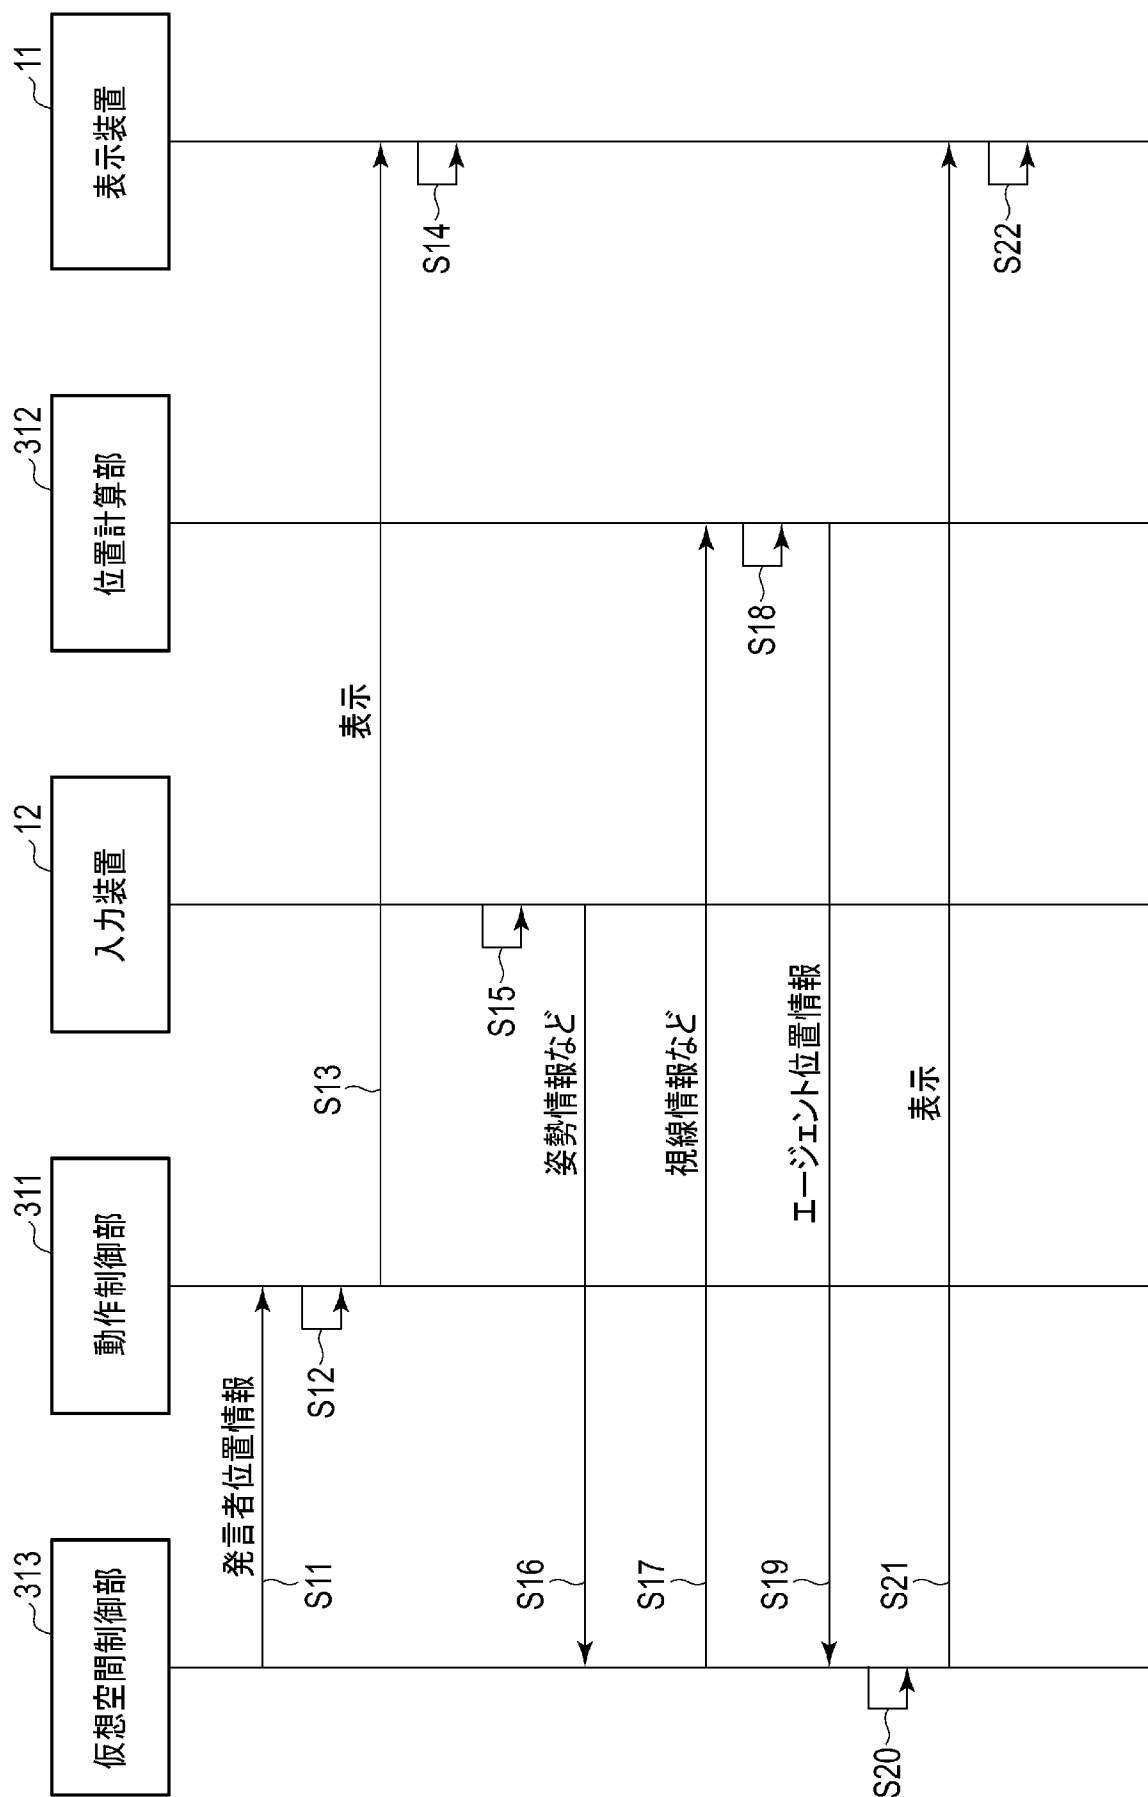 313
仮想空間制御部
311
動作制御部
12
入力装置
312
位置計算部
11
表示装置
発言者位置情報
S11
S12
S13
表示
S14
S15
姿勢情報など
S16
視線情報など
S17
S18
エージェント位置情報
S19
S20
表示
S21
S22